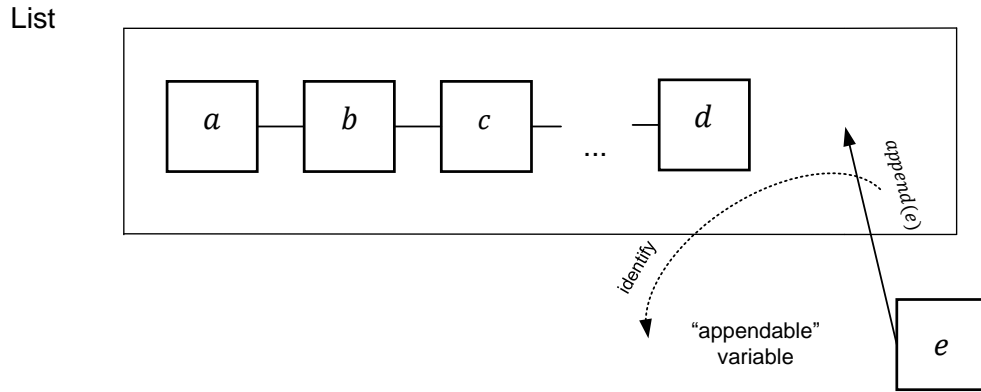 List
a
b
c
...
d
append(e)
identify
“appendable”
variable
e